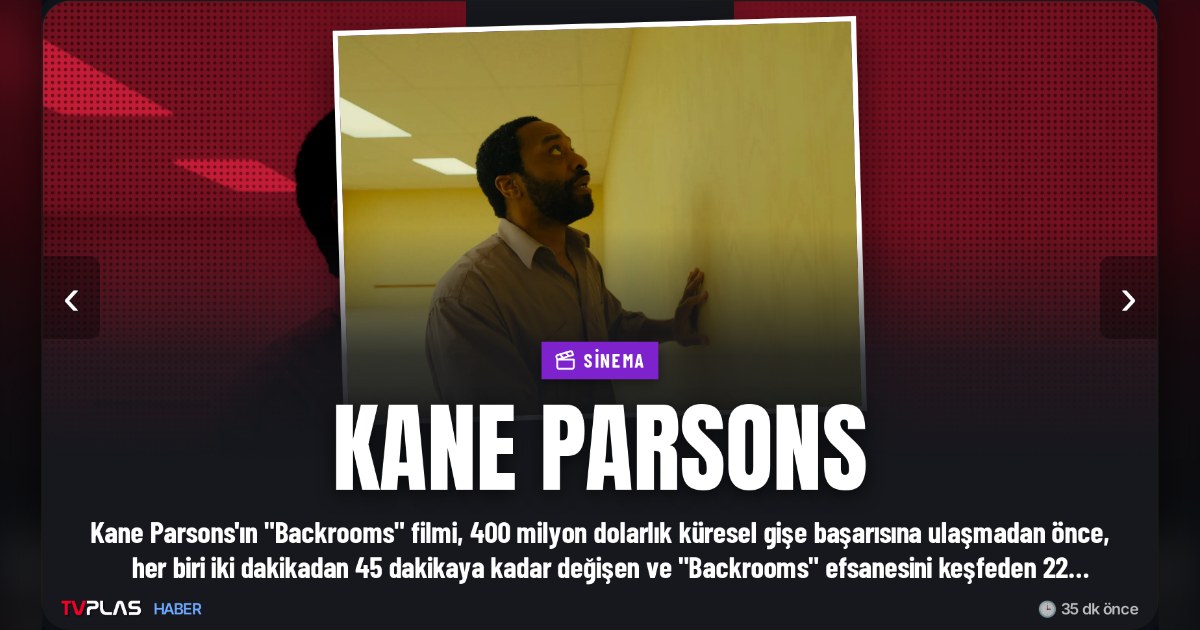 SİNEMA
KANE PARSONS
Kane Parsons'ın "Backrooms" filmi, 400 milyon dolarlık küresel gişe başarısına ulaşmadan önce,
her biri iki dakikadan 45 dakikaya kadar değişen ve "Backrooms" efsanesini keşfeden 22...
TVPLAS HABER
35 dk önce